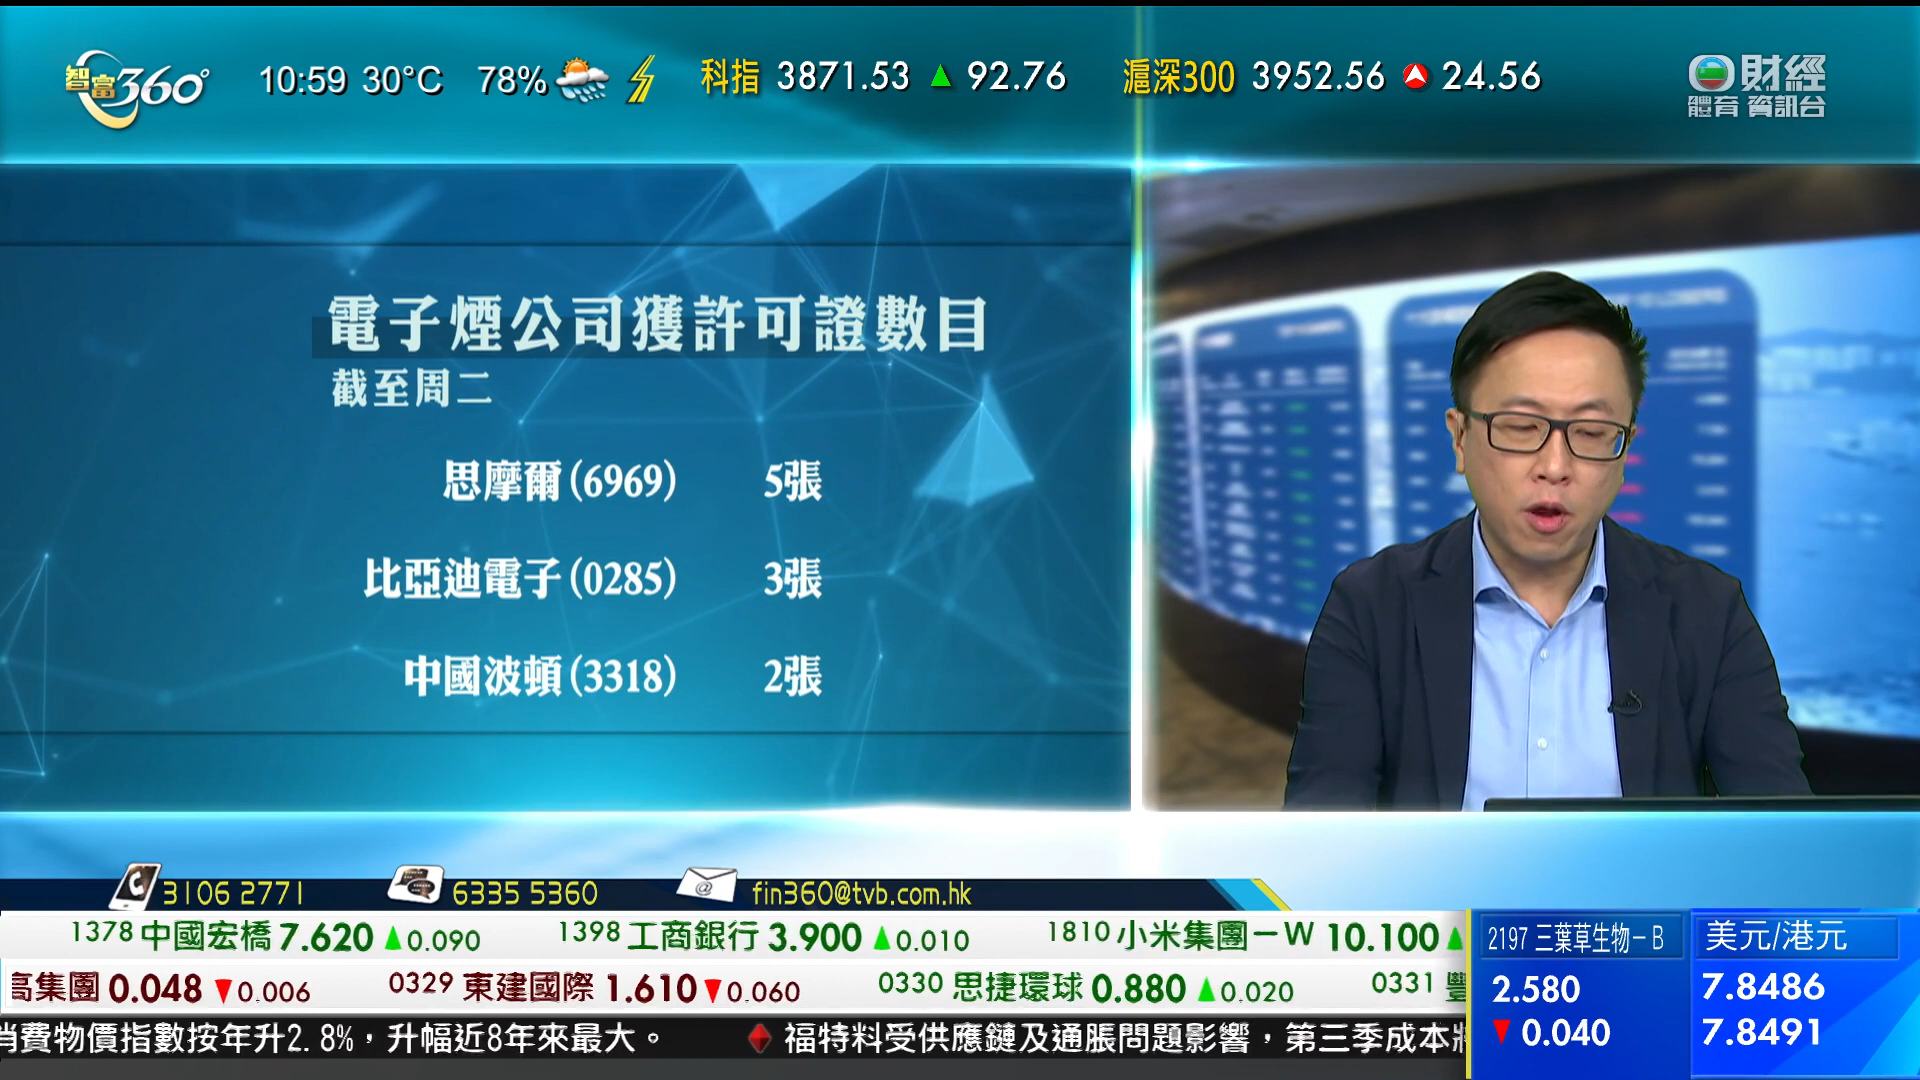 智富360°
10:59 30°C 78%
科指 3871.53 ▲ 92.76
滬深300 3952.56 24.56
財經
體育 資訊台
電子煙公司獲許可證數目
截至周二
思摩爾(6969) 5張
比亞迪電子(0285) 3張
中國波頓(3318) 2張
3106 2771 6335 5360 fin360@tvb.com.hk
1378 中國宏橋 7.620 ▲0.090 1398 工商銀行 3.900 ▲0.010 1810 小米集團－W 10.100 ▲
高集團 0.048 ▼0.006 0329 東建國際 1.610 ▼0.060 0330 思捷環球 0.880 ▲0.020 0331
消費物價指數按年升2.8%，升幅近8年來最大。 福特料受供應鏈及通脹問題影響，第三季成本將
2197 三葉草生物－B
2.580
▼ 0.040
美元/港元
7.8486
7.8491